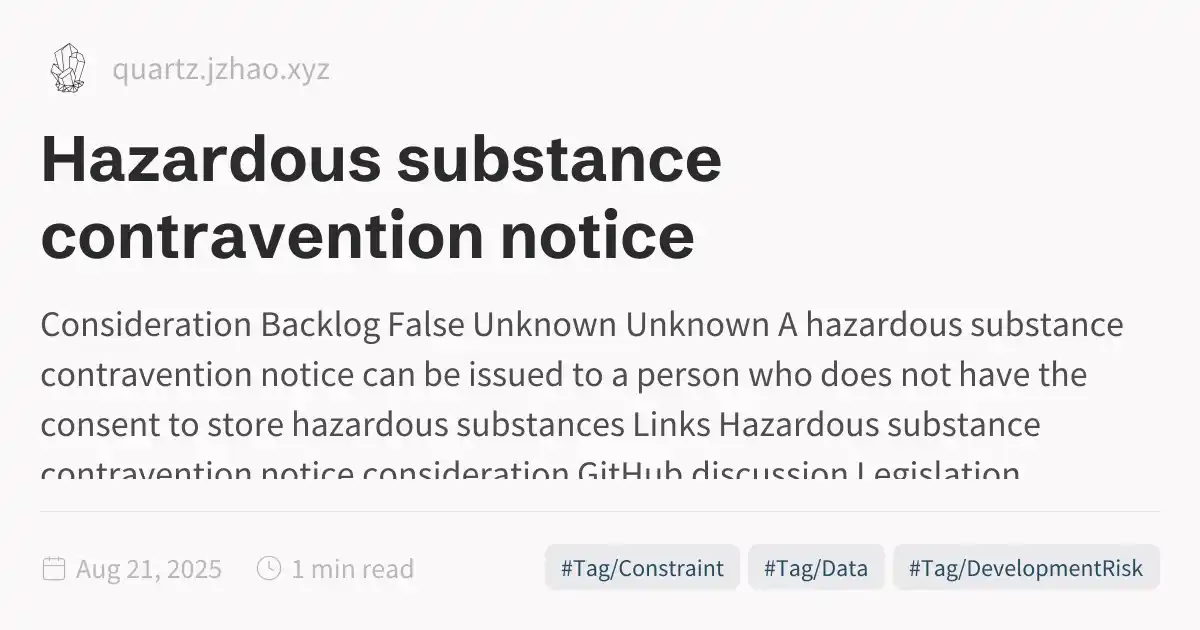 quartz.jzhao.xyz
Hazardous substance
contravention notice
Consideration Backlog False Unknown Unknown A hazardous substance
contravention notice can be issued to a person who does not have the
consent to store hazardous substances Links Hazardous substance
contravention notice consideration GitHub discussion Legislation
Aug 21, 2025
1 min read
#Tag/Constraint
#Tag/Data
#Tag/DevelopmentRisk